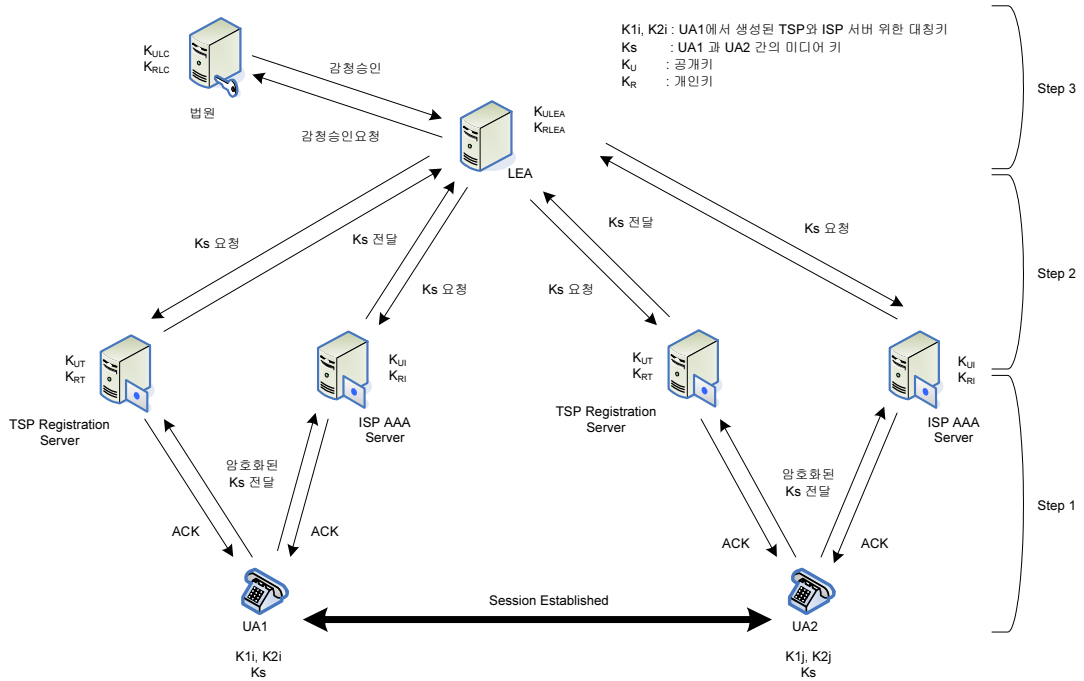 K1i, K2i : UA1에서 생성된 TSP와 ISP 서버 위한 대칭키
Ks : UA1 과 UA2 간의 미디어 키
KU : 공개키
KR : 개인키
KULC
KRLC
법원
감청승인
감청승인요청
KULEA
KRLEA
LEA
Step 3
Ks 요청
Ks 전달
Ks 요청
Ks 전달
Ks 요청
Ks 요청
Step 2
KUT
KRT
TSP Registration
Server
KUI
KRI
ISP AAA
Server
KUT
KRT
TSP Registration
Server
KUI
KRI
ISP AAA
Server
암호화된
Ks 전달
ACK
ACK
암호화된
Ks 전달
ACK
ACK
Step 1
Session Established
UA1
K1i, K2i
Ks
UA2
K1j, K2j
Ks